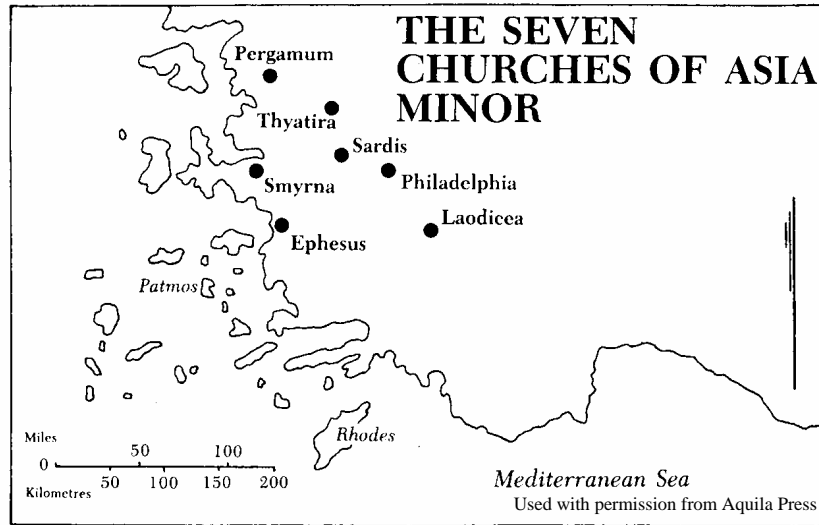 THE SEVEN
CHURCHES OF ASIA
MINOR
Pergamum
Thyatira
Sardis
Smyrna
Philadelphia
Laodicea
Ephesus
Patmos
Rhodes
Miles
50 100
0
50 100 150 200
Kilometres
Mediterranean Sea
Used with permission from Aquila Press